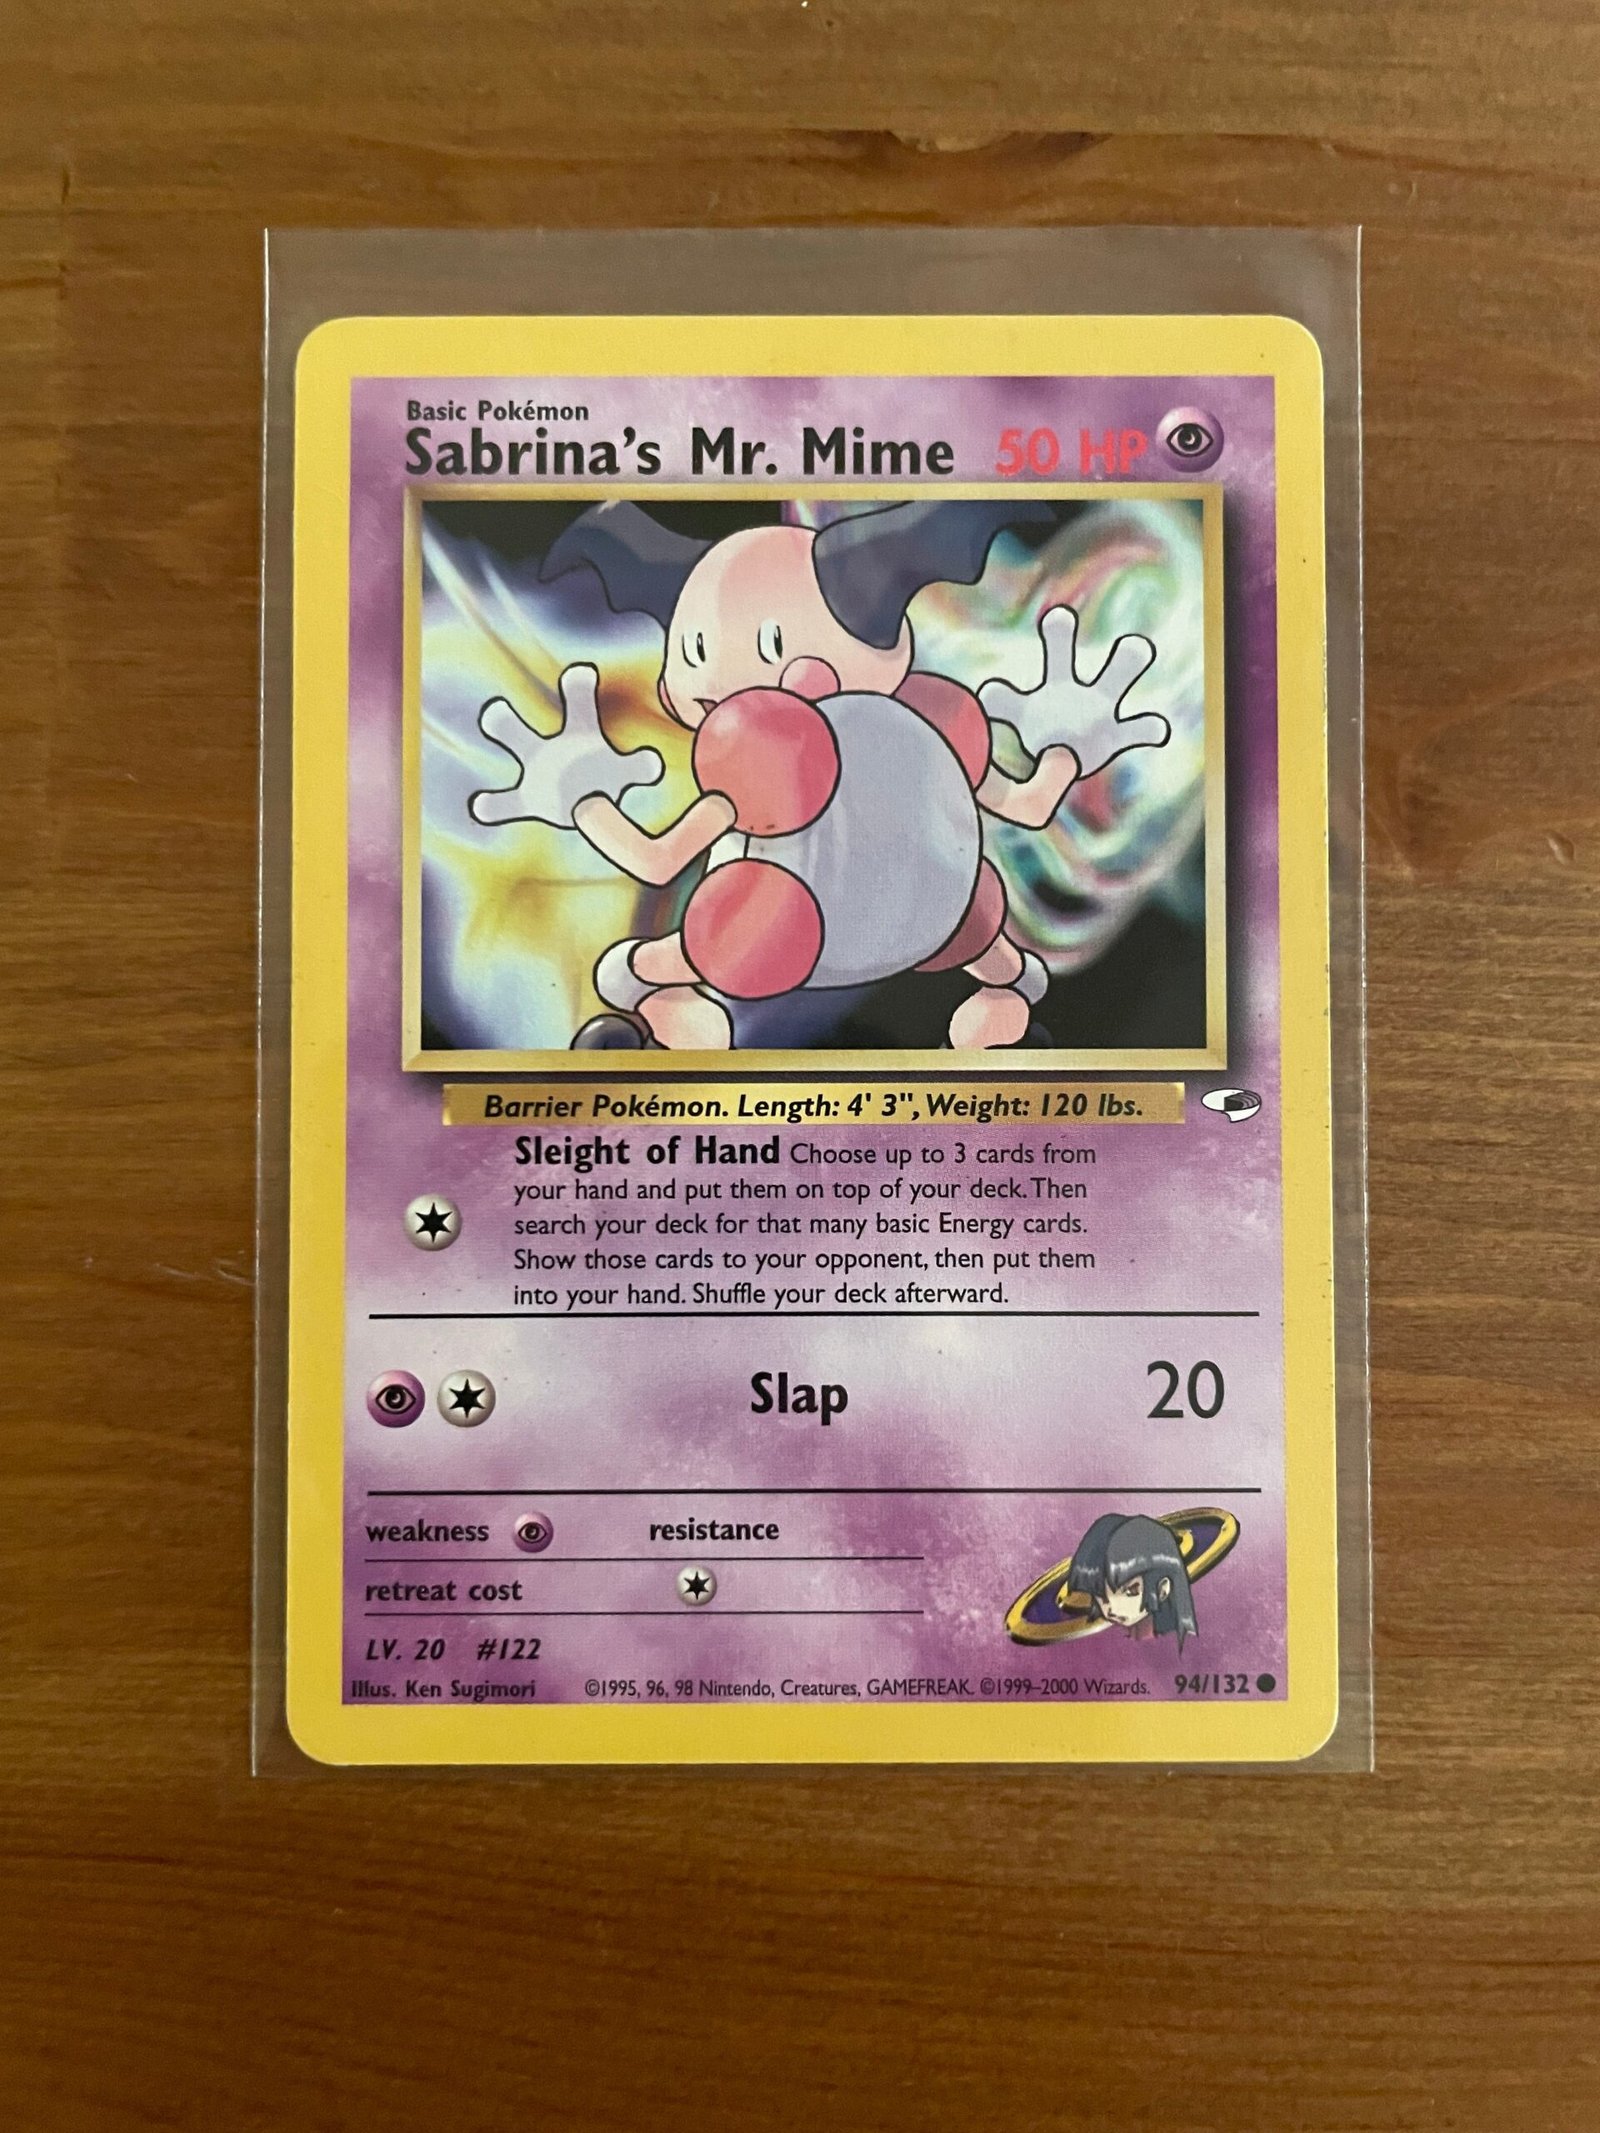 Basic Pokémon
Sabrina's Mr. Mime 50 HP
Barrier Pokémon. Length: 4' 3", Weight: 120 lbs.
Sleight of Hand Choose up to 3 cards from
your hand and put them on top of your deck. Then
search your deck for that many basic Energy cards.
Show those cards to your opponent, then put them
into your hand. Shuffle your deck afterward.
Slap 20
weakness resistance
retreat cost
LV. 20 #122
Illus. Ken Sugimori ©1995, 96, 98 Nintendo, Creatures, GAMEFREAK. ©1999–2000 Wizards. 94/132